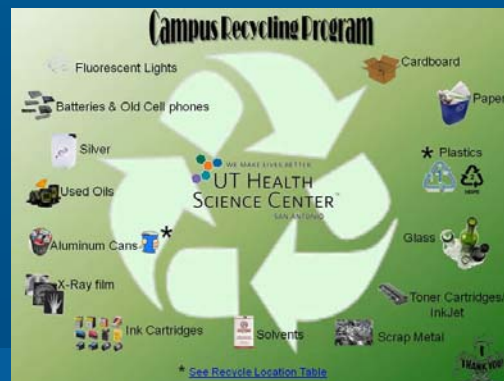 Campus Recycling Program
Fluorescent Lights
Cardboard
Batteries & Old Cell phones
Paper
Silver
* Plastics
WE MAKE LIVES BETTER
UT HEALTH
SCIENCE CENTER™
SAN ANTONIO
Used Oils
Aluminum Cans *
Glass
X-Ray film
Toner Cartridges/
InkJet
Ink Cartridges
Solvents
Scrap Metal
THANK YOU!
* See Recycle Location Table